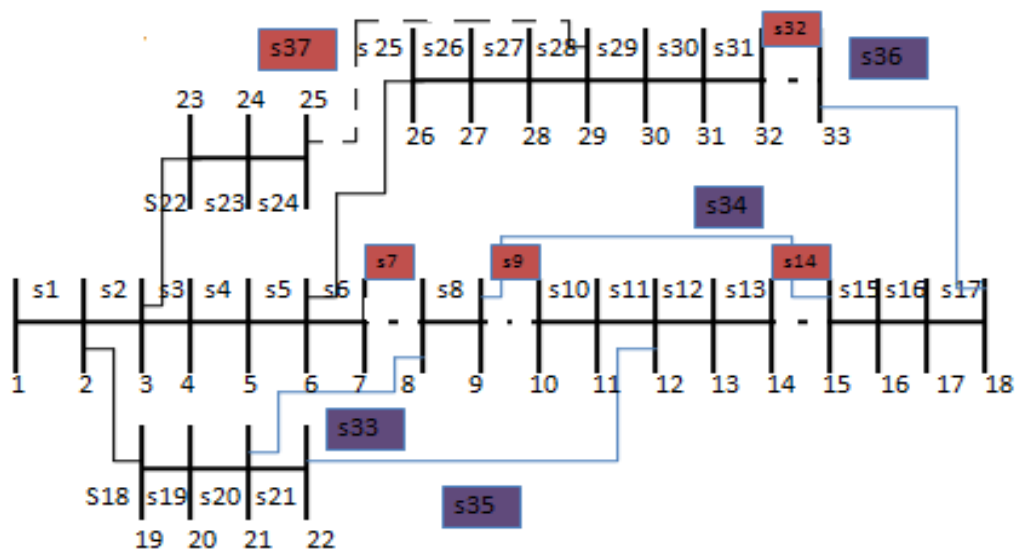 s37
s 25 s26 s27 s28 s29 s30 s31 s32
s36
23 24 25
26 27 28 29 30 31 32 33
S22 s23 s24
s34
s7 s9 s14
s1 s2 s3 s4 s5 s6 s8 s10 s11 s12 s13 s15 s16 s17
1 2 3 4 5 6 7 8 9 10 11 12 13 14 15 16 17 18
s33
S18 s19 s20 s21
s35
19 20 21 22